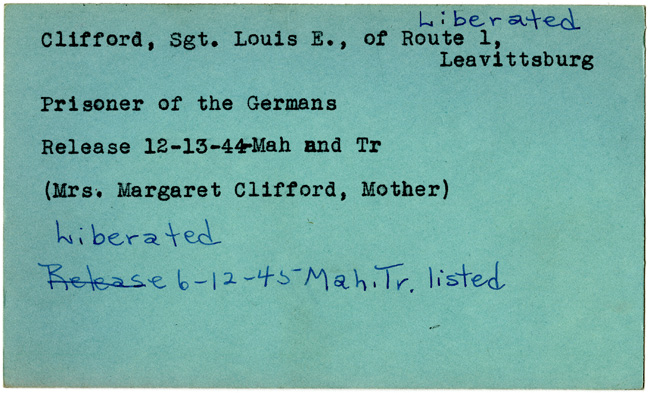 Liberated
Clifford, Sgt. Louis E., of Route 1,
Leavittsburg
Prisoner of the Germans
Release 12-13-44-Mah and Tr
(Mrs. Margaret Clifford, Mother)
Liberated
Release 6-12-45-Mah. Tr. listed